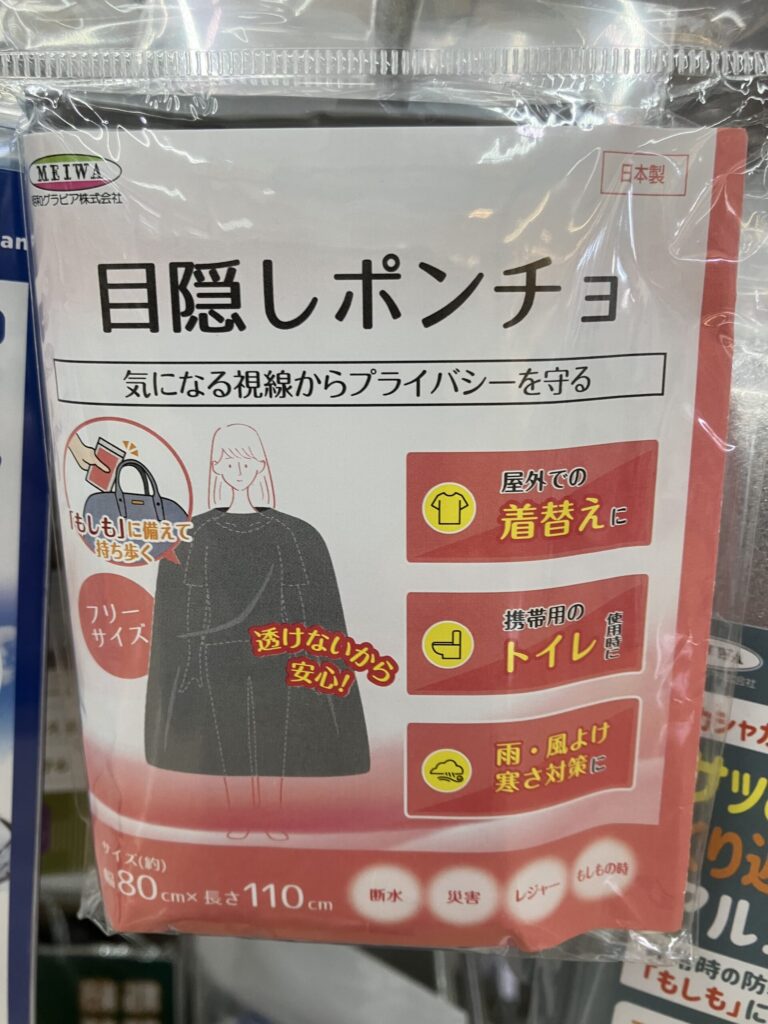 MEIWA
明和グラビア株式会社
日本製
目隠しポンチョ
気になる視線からプライバシーを守る
「もしも」に備えて
持ち歩く
フリー
サイズ
透けないから
安心!
屋外での
着替えに
携帯用の
トイレ使用時に
雨・風よけ
寒さ対策に
サイズ(約)
幅80cm×長さ110cm
断水
災害
レジャー
もしもの時
an
株式会社
「もしも」に